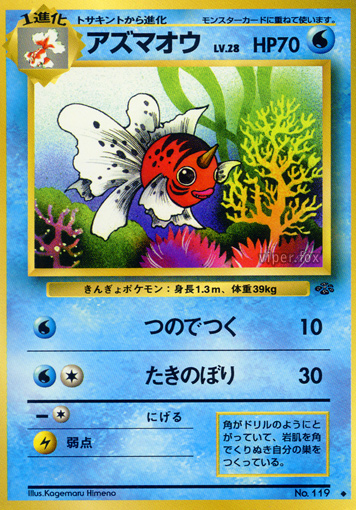 1進化
トサキントから進化
モンスターカードに重ねて使います。
アズマオウ LV.28 HP70
viper.fox
きんぎょポケモン：身長1.3m、体重39kg
つのでつく 10
たきのぼり 30
にげる
弱点
角がドリルのようにと
がっていて、岩肌を角
でくりぬき自分の巣を
つくっている。
Illus.Kagemaru Himeno
No. 119